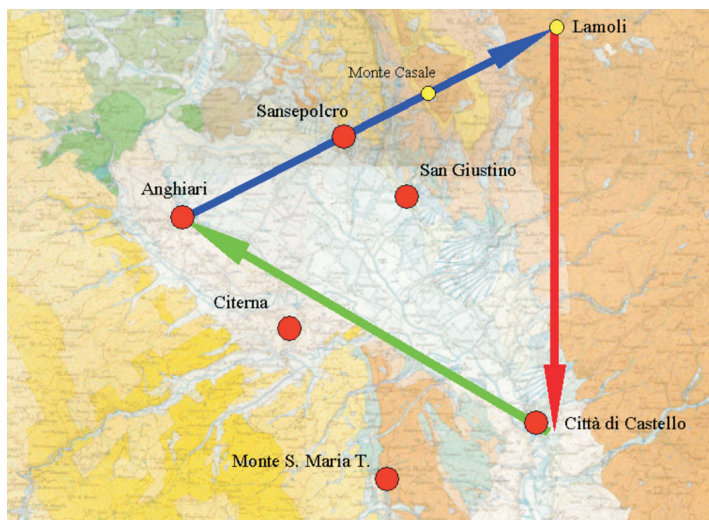 Lamoli
Monte Casale
Sansepolcro
San Giustino
Anghiari
Citerna
Città di Castello
Monte S. Maria T.